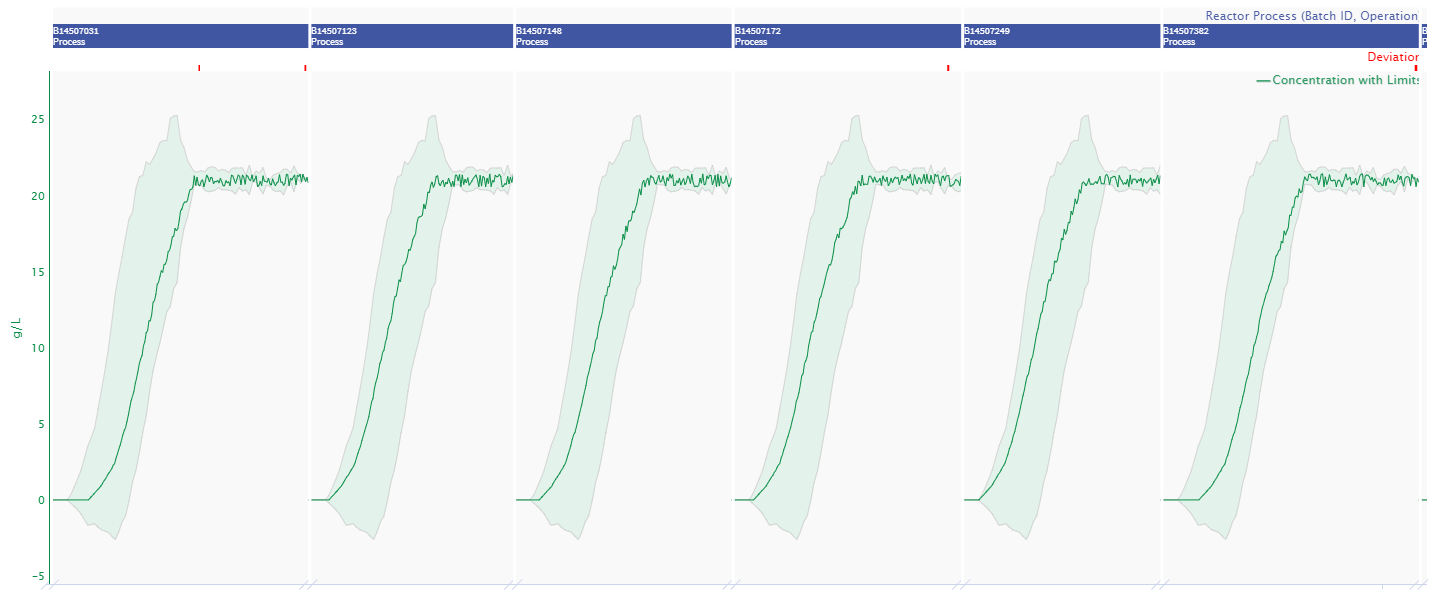 Reactor Process (Batch ID, Operation
B14507031
Process
B14507123
Process
B14507148
Process
B14507172
Process
B14507249
Process
B14507382
Process
Deviation
Concentration with Limits
25
20
15
10
5
0
-5
g/L